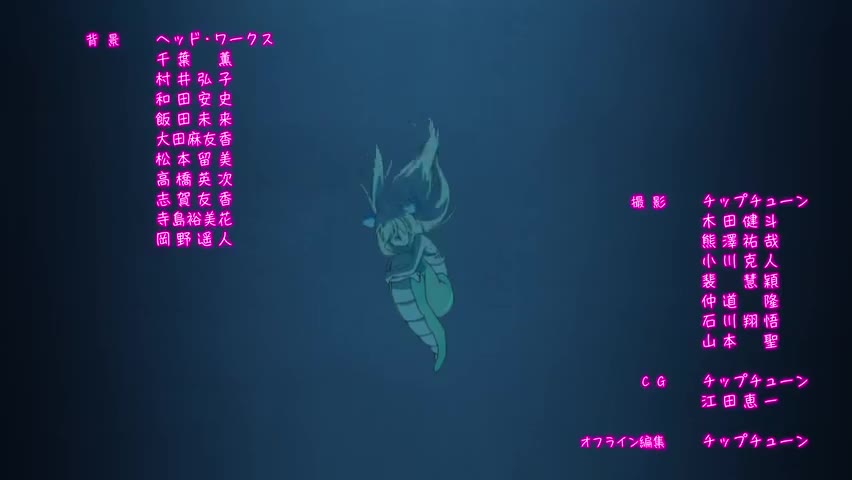 背景 ヘッド・ワークス
千葉 薫
村井弘子
和田安史
飯田未来
大田麻友香
松本留美
高橋英次
志賀友香
寺島裕美花
岡野遥人
撮影 チップチューン
木田健斗
熊澤祐哉
小川克人
裴 慧穎
仲道 隆
石川翔悟
山本 聖
CG チップチューン
江田恵一
オフライン編集 チップチューン